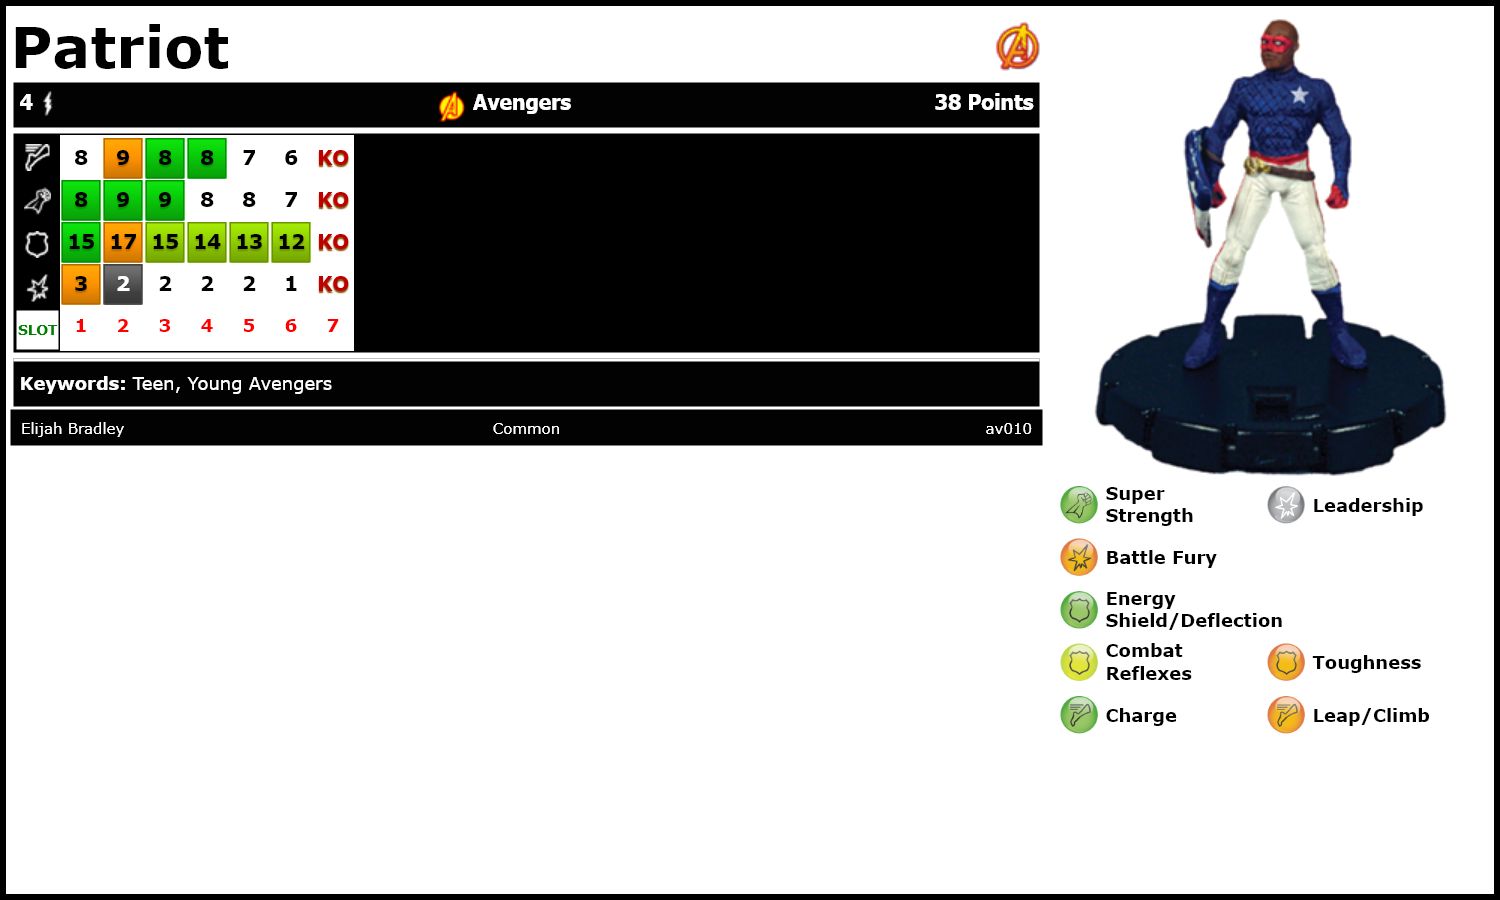 Patriot
4 Avengers 38 Points
8 9 8 8 7 6 KO
8 9 9 8 8 7 KO
15 17 15 14 13 12 KO
3 2 2 2 2 1 KO
SLOT 1 2 3 4 5 6 7
Keywords: Teen, Young Avengers
Elijah Bradley Common av010
Super
Strength
Leadership
Battle Fury
Energy
Shield/Deflection
Combat
Reflexes
Toughness
Charge
Leap/Climb